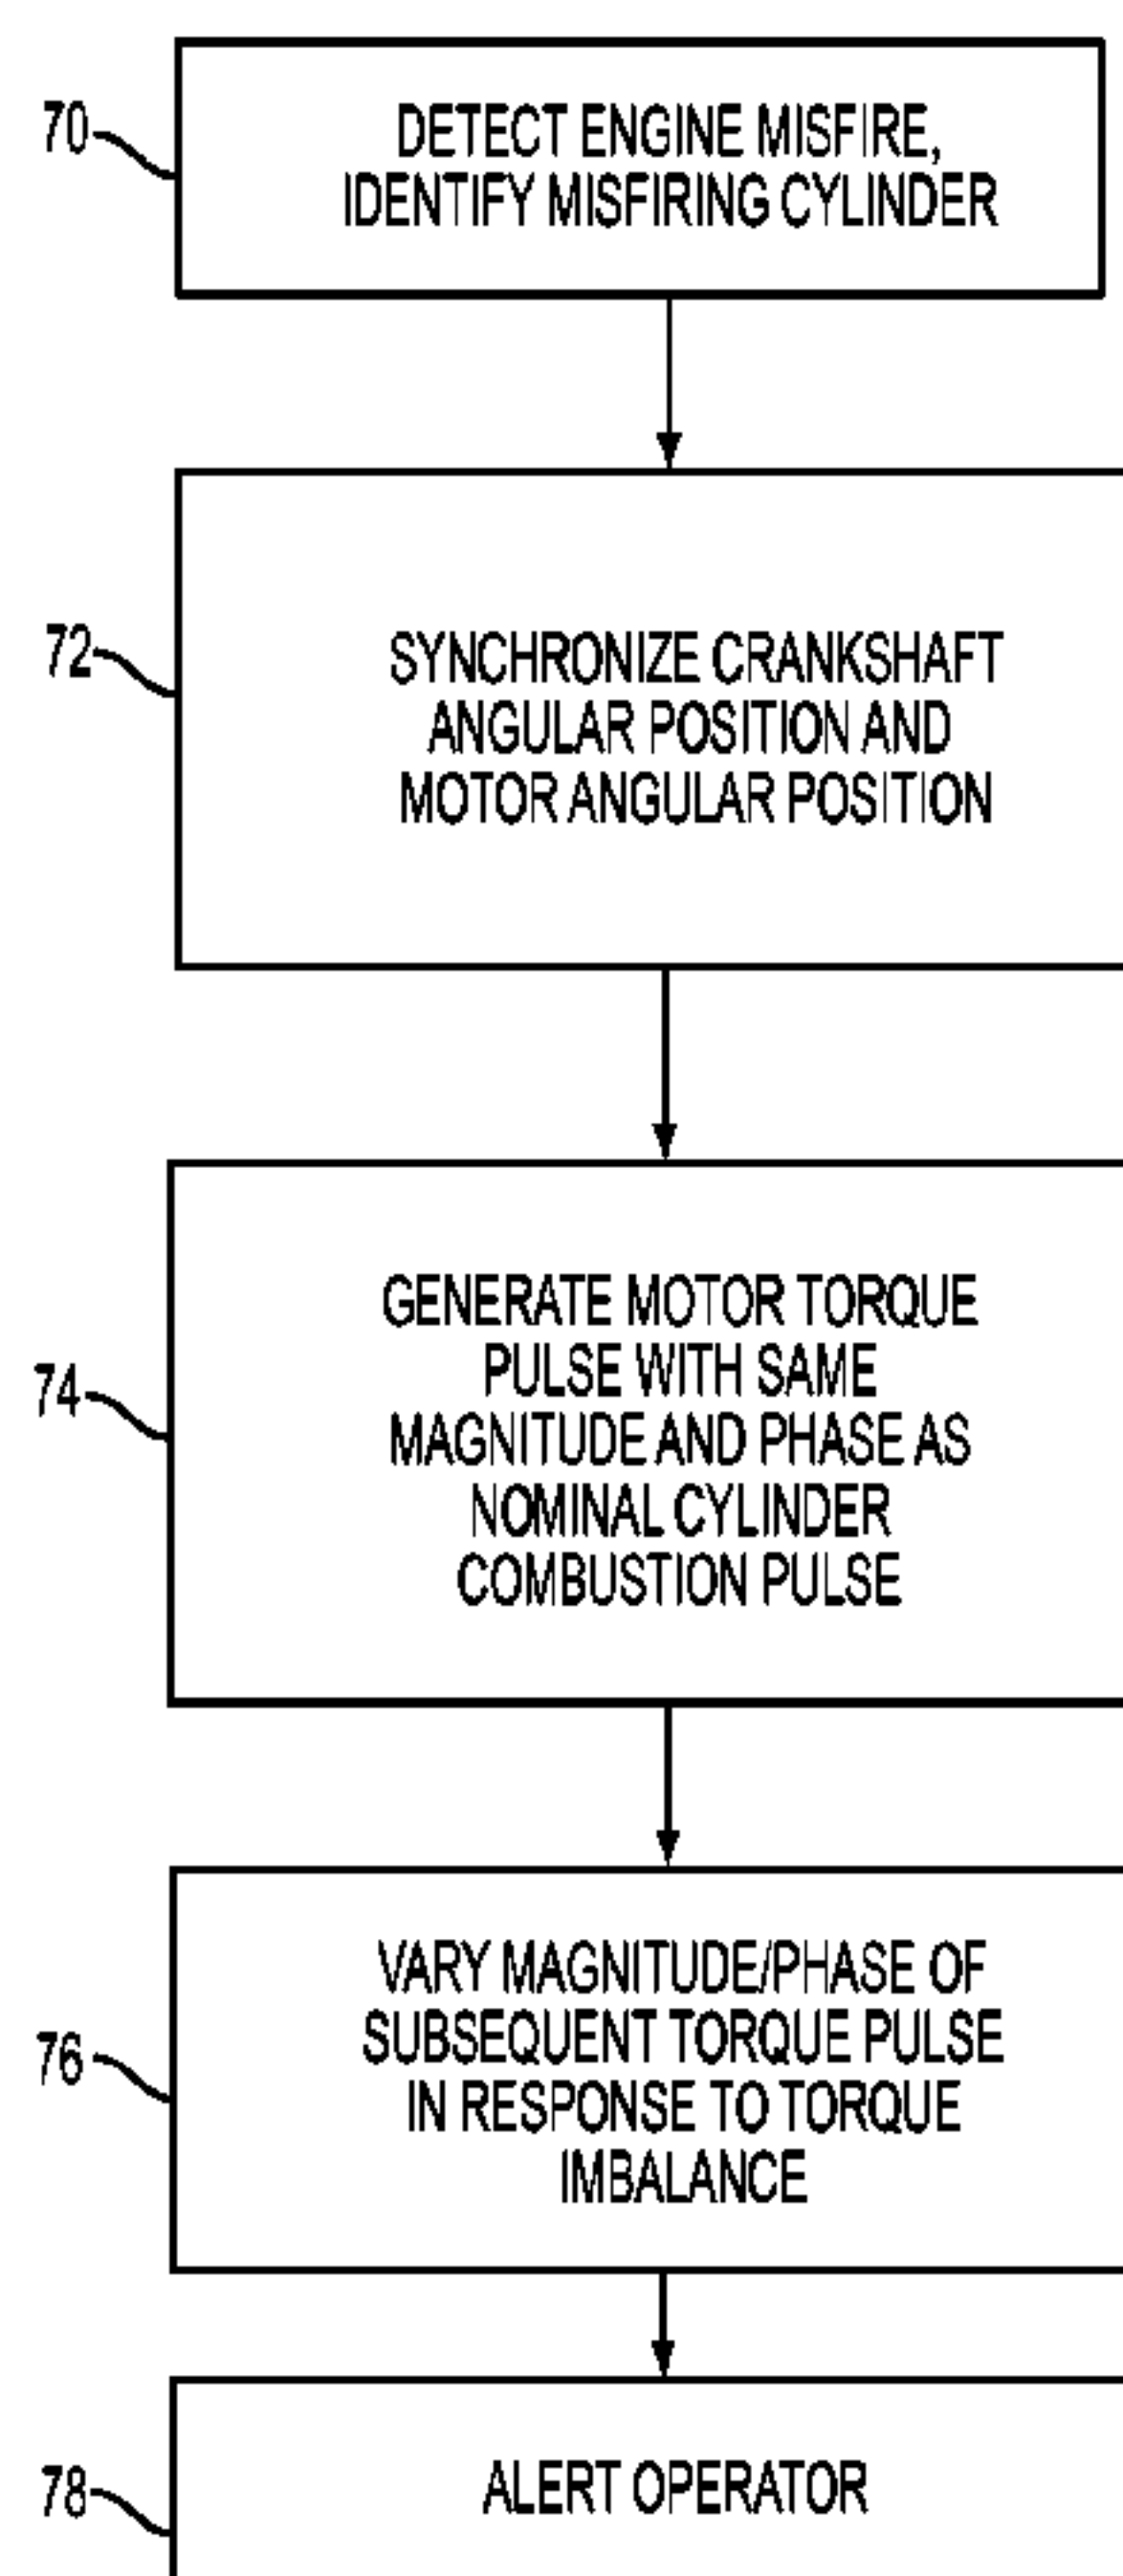 70
DETECT ENGINE MISFIRE,
IDENTIFY MISFIRING CYLINDER
72
SYNCHRONIZE CRANKSHAFT
ANGULAR POSITION AND
MOTOR ANGULAR POSITION
74
GENERATE MOTOR TORQUE
PULSE WITH SAME
MAGNITUDE AND PHASE AS
NOMINAL CYLINDER
COMBUSTION PULSE
76
VARY MAGNITUDE/PHASE OF
SUBSEQUENT TORQUE PULSE
IN RESPONSE TO TORQUE
IMBALANCE
78
ALERT OPERATOR